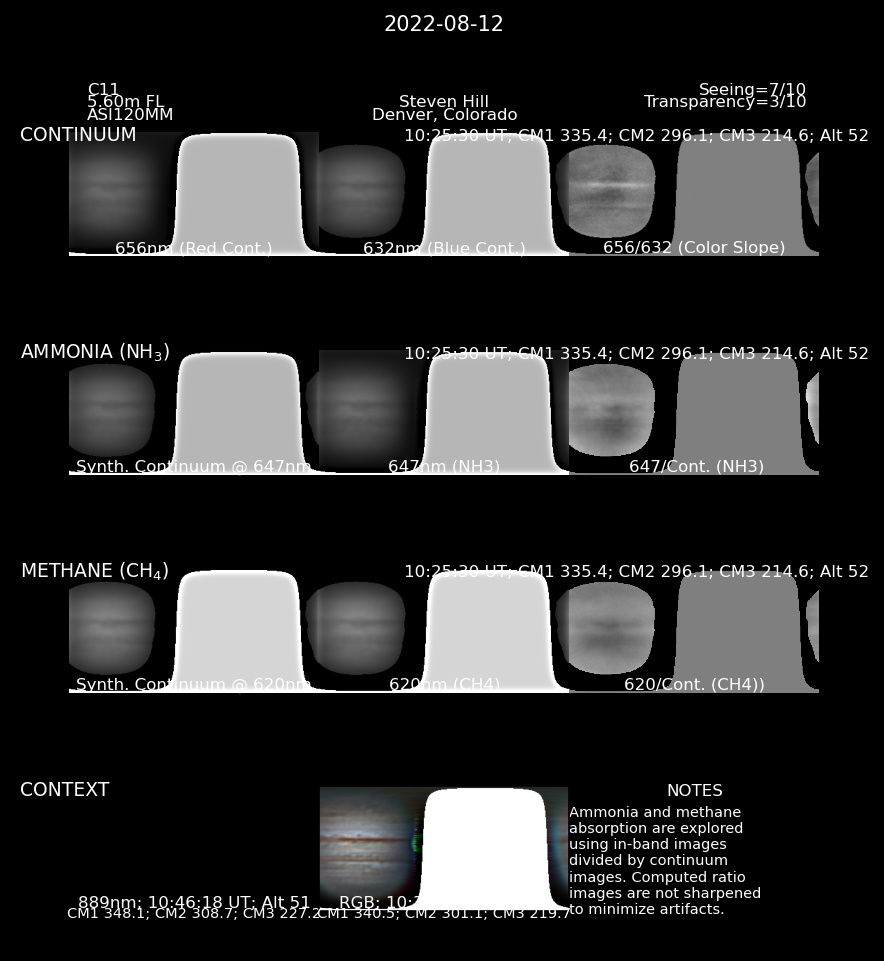 2022-08-12
C11
5.60m FL
ASI120MM
Steven Hill
Denver, Colorado
Seeing=7/10
Transparency=3/10
CONTINUUM
10:25:30 UT; CM1 335.4; CM2 296.1; CM3 214.6; Alt 52
656nm (Red Cont.)
632nm (Blue Cont.)
656/632 (Color Slope)
AMMONIA (NH₃)
10:25:30 UT; CM1 335.4; CM2 296.1; CM3 214.6; Alt 52
Synth. Continuum @ 647nm
647nm (NH3)
647/Cont. (NH3)
METHANE (CH₄)
10:25:30 UT; CM1 335.4; CM2 296.1; CM3 214.6; Alt 52
Synth. Continuum @ 620nm
620nm (CH4)
620/Cont. (CH4))
CONTEXT
889nm; 10:46:18 UT; Alt 51
CM1 348.1; CM2 308.7; CM3 227.2
RGB; 10:
CM1 340.5; CM2 301.1; CM3 219.7
NOTES
Ammonia and methane
absorption are explored
using in-band images
divided by continuum
images. Computed ratio
images are not sharpened
to minimize artifacts.